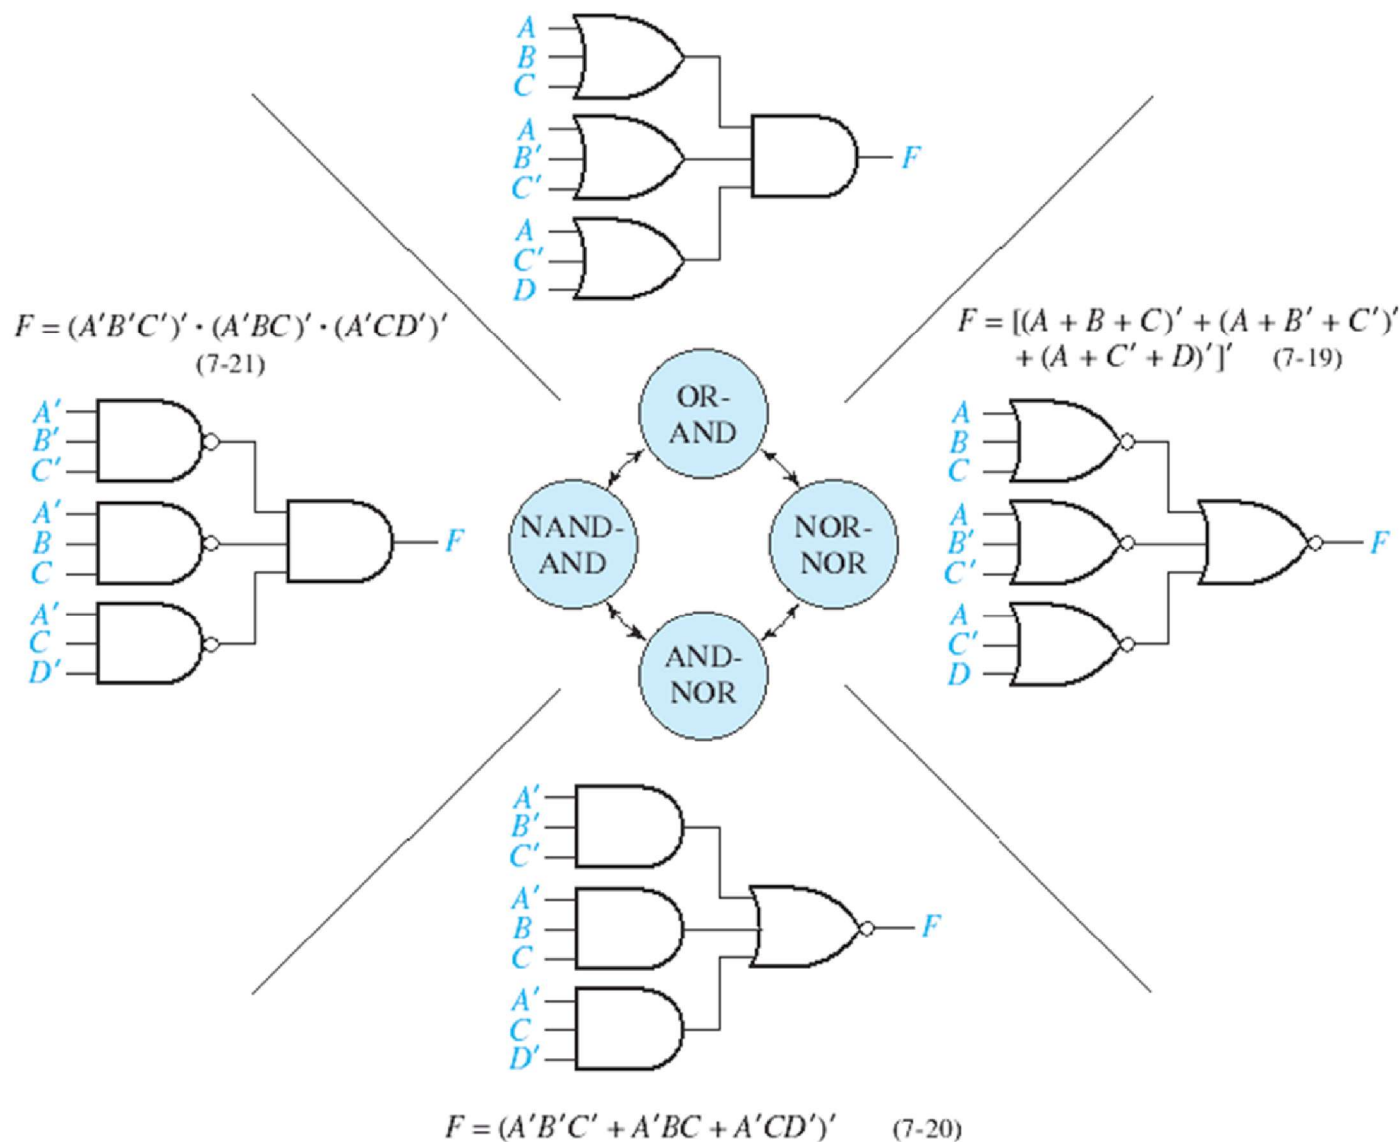 A
B
C
A
B′
C′
A
C′
D
F
F = (A′B′C′)′ · (A′BC)′ · (A′CD′)′
(7-21)
A′
B′
C′
A′
B
C
A′
C
D′
F
OR-
AND
NAND-
AND
NOR-
NOR
AND-
NOR
F = [(A + B + C)′ + (A + B′ + C′)′
+ (A + C′ + D)′]′ (7-19)
A
B
C
A
B′
C′
A
C′
D
F
A′
B′
C′
A′
B
C
A′
C
D′
F
F = (A′B′C′ + A′BC + A′CD′)′ (7-20)